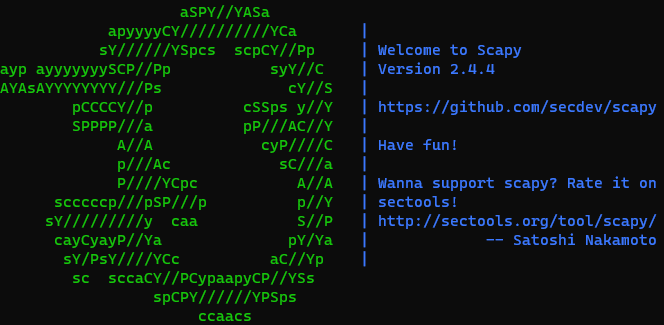 aSPY//YASa
            apyyyyCY//////////YCa       |
           sY//////YSpcs  scpCY//Pp     | Welcome to Scapy
ayp ayyyyyyySCP//Pp           syY//C    | Version 2.4.4
AYAsAYYYYYYYY///Ps              cY//S   |
        pCCCCY//p          cSSps y//Y   | https://github.com/secdev/scapy
        SPPPP///a          pP///AC//Y   |
             A//A            cyP////C   | Have fun!
             p///Ac            sC///a   |
             P////YCpc           A//A   | Wanna support scapy? Rate it on
      scccccp///pSP///p          p//Y   | sectools!
     sY/////////y  caa           S//P   | http://sectools.org/tool/scapy/
      cayCyayP//Ya              pY/Ya   |             -- Satoshi Nakamoto
       sY/PsY////YCc          aC//Yp    |
        sc  sccaCY//PCypaapyCP//YSs
                 spCPY//////YPSps
                      ccaacs